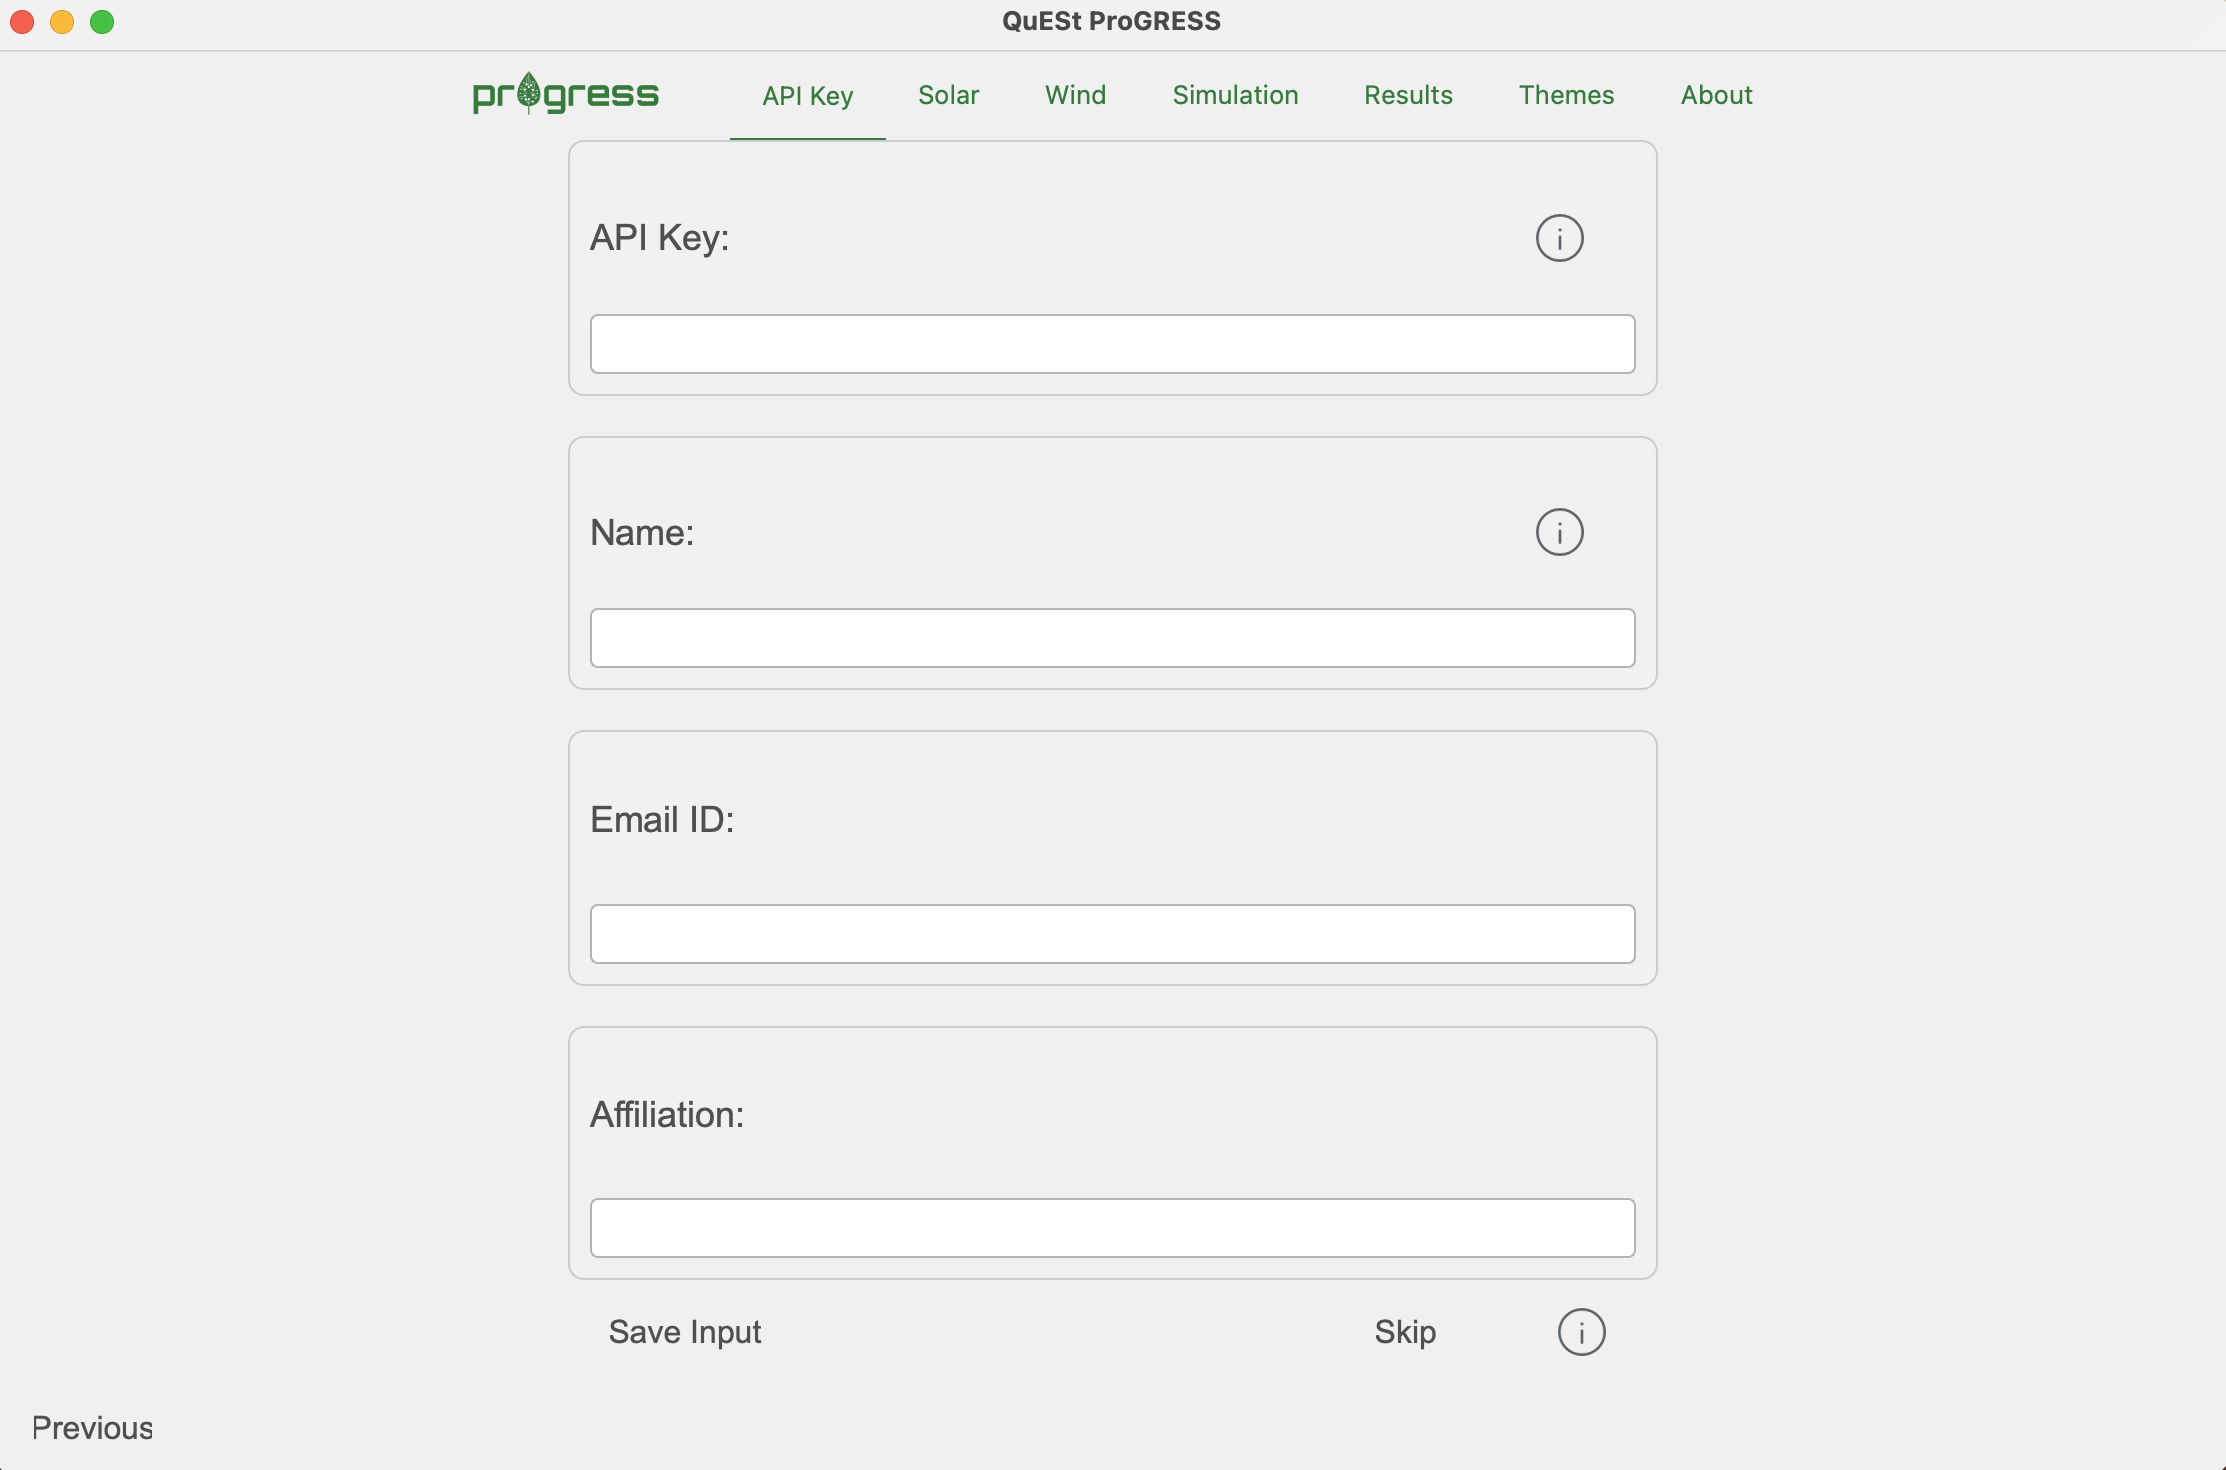 QuESt ProGRESS
progress API Key Solar Wind Simulation Results Themes About
API Key:
Name:
Email ID:
Affiliation:
Save Input Skip
Previous